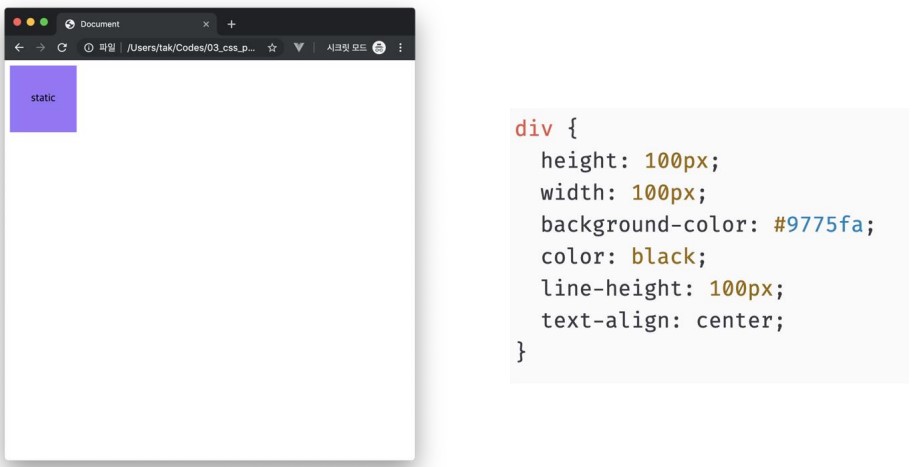 Document
파일 | /Users/tak/Codes/03_css_p... 시크릿 모드
static
div {
  height: 100px;
  width: 100px;
  background-color: #9775fa;
  color: black;
  line-height: 100px;
  text-align: center;
}